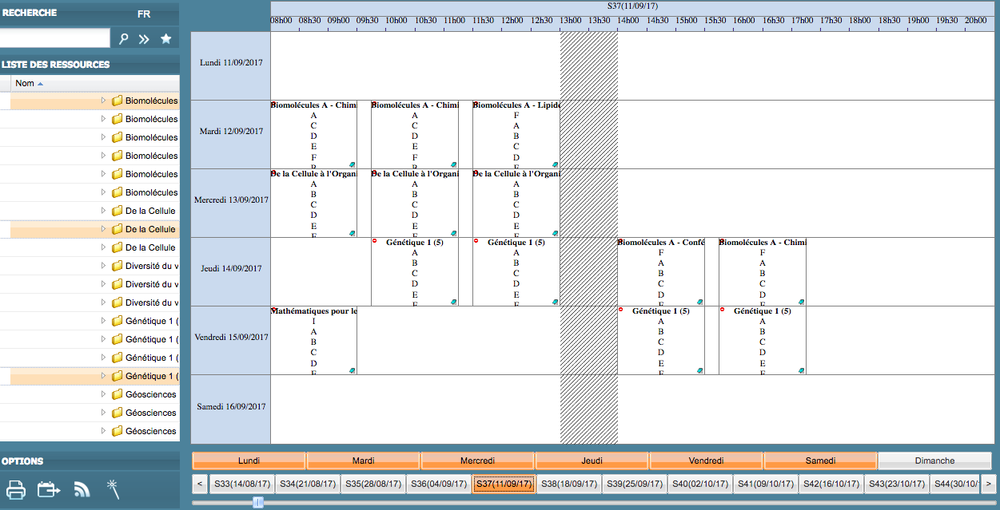 RECHERCHE FR
LISTE DES RESSOURCES
Nom
Biomolécules
Biomolécules
Biomolécules
Biomolécules
Biomolécules
Biomolécules
De la Cellule
De la Cellule
De la Cellule
Diversité du v
Diversité du v
Diversité du v
Génétique 1 (
Génétique 1 (
Génétique 1 (
Génétique 1 (
Géosciences
Géosciences
Géosciences
OPTIONS
S37(11/09/17)
08h00 08h30 09h00 09h30 10h00 10h30 11h00 11h30 12h00 12h30 13h00 13h30 14h00 14h30 15h00 15h30 16h00 16h30 17h00 17h30 18h00 18h30 19h00 19h30 20h00
Lundi 11/09/2017
Mardi 12/09/2017
Biomolécules A - Chimi
A
C
D
E
F
B
Biomolécules A - Chimi
A
C
D
E
F
B
Biomolécules A - Lipide
F
A
B
C
D
E
Mercredi 13/09/2017
De la Cellule à l'Organi
A
B
C
D
E
F
De la Cellule à l'Organi
A
B
C
D
E
F
De la Cellule à l'Organi
A
B
C
D
E
F
Jeudi 14/09/2017
Génétique 1 (5)
A
B
C
D
E
Génétique 1 (5)
A
B
C
D
E
Biomolécules A - Confé
F
A
B
C
D
E
Biomolécules A - Chimi
F
A
B
C
D
E
Vendredi 15/09/2017
Mathématiques pour le
I
A
B
C
D
E
Génétique 1 (5)
A
B
C
D
E
F
Génétique 1 (5)
A
B
C
D
E
F
Samedi 16/09/2017
Lundi Mardi Mercredi Jeudi Vendredi Samedi Dimanche
< S33(14/08/17) S34(21/08/17) S35(28/08/17) S36(04/09/17) S37(11/09/17) S38(18/09/17) S39(25/09/17) S40(02/10/17) S41(09/10/17) S42(16/10/17) S43(23/10/17) S44(30/10/ >